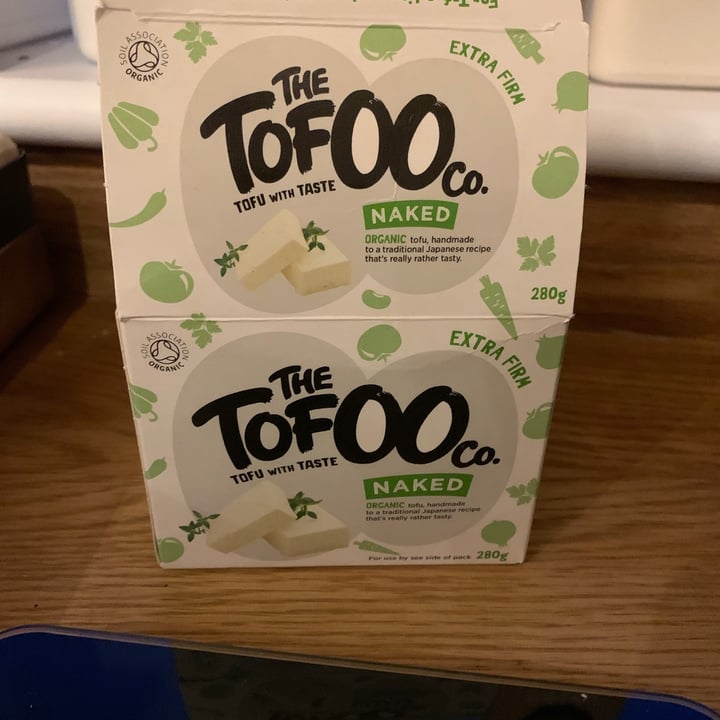 SOIL ASSOCIATION
ORGANIC
EXTRA FIRM
THE
TOFOO CO.
TOFU WITH TASTE
NAKED
ORGANIC tofu, handmade
to a traditional Japanese recipe
that's really rather tasty.
280g
SOIL ASSOCIATION
ORGANIC
EXTRA FIRM
THE
TOFOO CO.
TOFU WITH TASTE
NAKED
ORGANIC tofu, handmade
to a traditional Japanese recipe
that's really rather tasty.
For use by see side of pack 280g